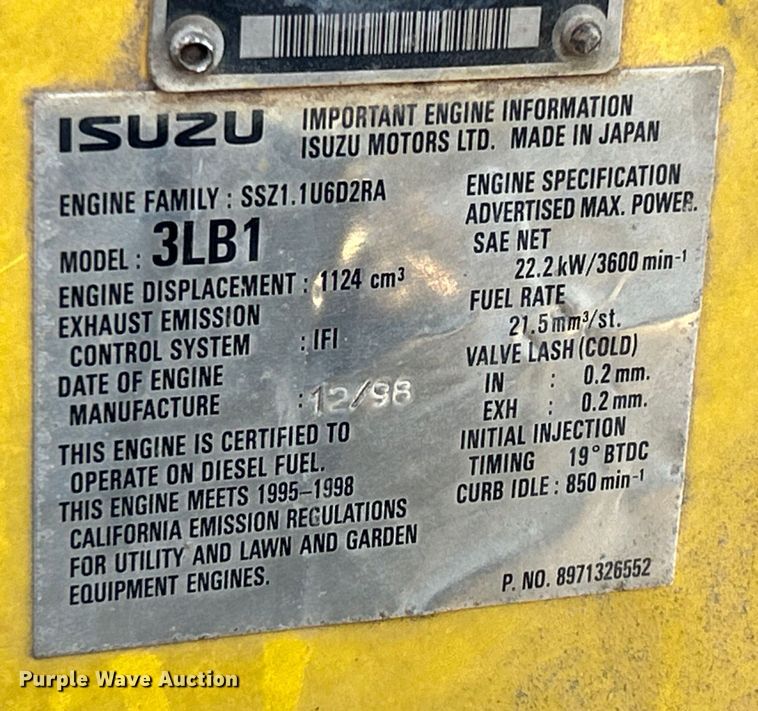 ISUZU
IMPORTANT ENGINE INFORMATION
ISUZU MOTORS LTD. MADE IN JAPAN
ENGINE FAMILY : SSZ1.1U6D2RA
MODEL : 3LB1
ENGINE DISPLACEMENT : 1124 cm³
EXHAUST EMISSION
CONTROL SYSTEM : IFI
DATE OF ENGINE
MANUFACTURE : 12/98
THIS ENGINE IS CERTIFIED TO
OPERATE ON DIESEL FUEL.
THIS ENGINE MEETS 1995-1998
CALIFORNIA EMISSION REGULATIONS
FOR UTILITY AND LAWN AND GARDEN
EQUIPMENT ENGINES.
ENGINE SPECIFICATION
ADVERTISED MAX. POWER.
SAE NET
22.2 kW/3600 min⁻¹
FUEL RATE
21.5 mm³/st.
VALVE LASH (COLD)
IN : 0.2 mm.
EXH : 0.2 mm.
INITIAL INJECTION
TIMING 19° BTDC
CURB IDLE : 850 min⁻¹
P. NO. 8971326552
Purple Wave Auction